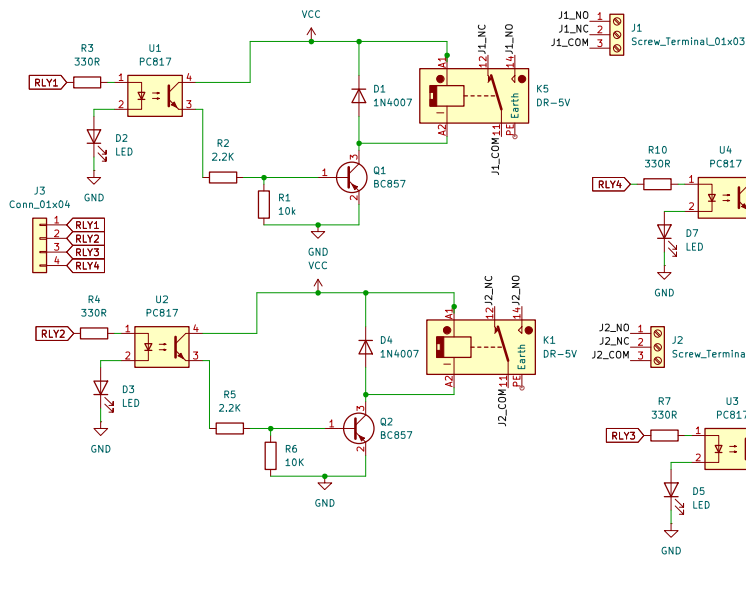 VCC
J1_NO 1
J1_NC 2
J1_COM 3
J1
Screw_Terminal_01x03
R3
330R
U1
PC817
RLY1
1
2
4
3
D2
LED
GND
R2
2.2K
R1
10k
1
3
2
Q1
BC857
GND
D1
1N4007
J1_NC
J1_NO
A1
12
14
Earth
A2
11
PE
J1_COM
K5
DR-5V
J3
Conn_01x04
1 RLY1
2 RLY2
3 RLY3
4 RLY4
R10
330R
U4
PC817
RLY4
1
2
D7
LED
GND
VCC
R4
330R
U2
PC817
RLY2
1
2
4
3
D3
LED
GND
R5
2.2K
R6
10K
1
3
2
Q2
BC857
GND
D4
1N4007
J2_NC
J2_NO
A1
12
14
Earth
A2
11
PE
J2_COM
K1
DR-5V
J2_NO 1
J2_NC 2
J2_COM 3
J2
Screw_Termina
R7
330R
U3
PC817
RLY3
1
2
D5
LED
GND